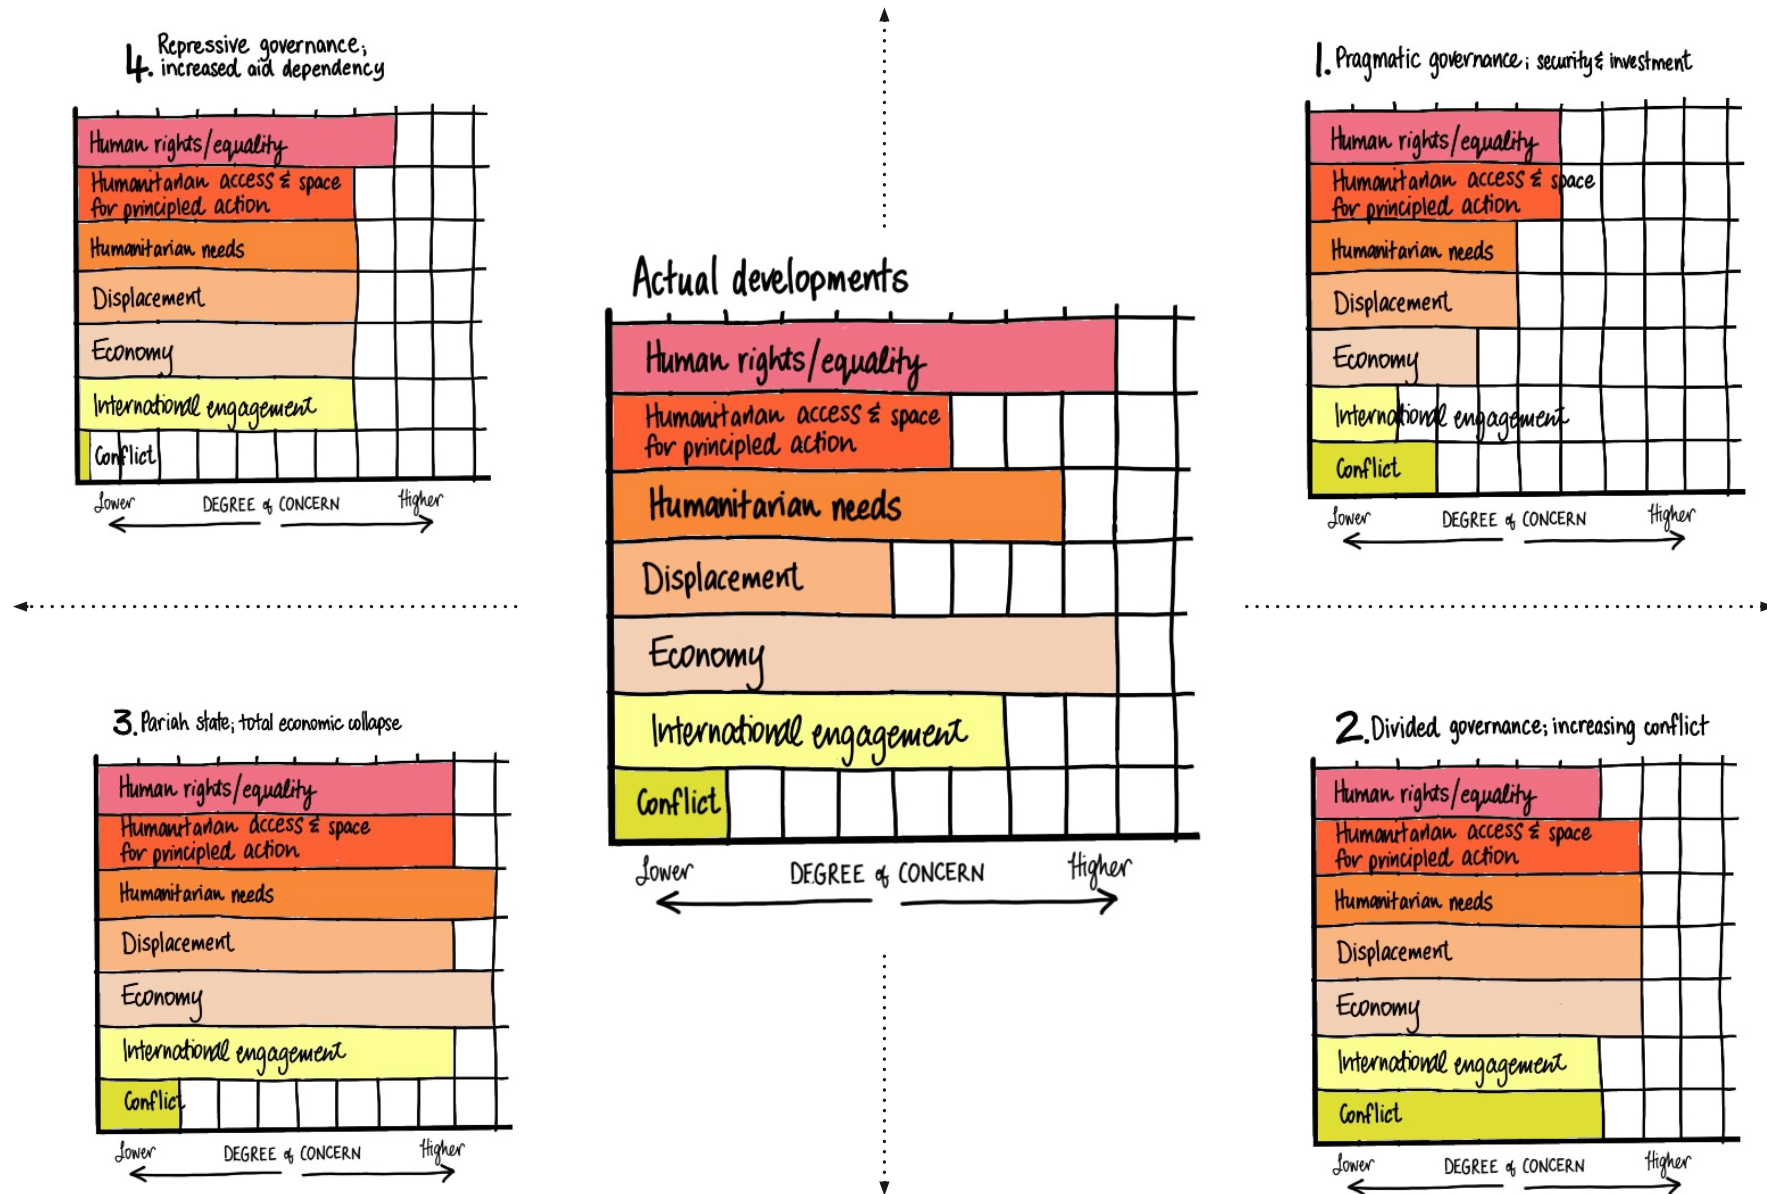 4. Repressive governance;
increased aid dependency
Human rights/equality
Humanitarian access & space
for principled action
Humanitarian needs
Displacement
Economy
International engagement
Conflict
Lower DEGREE of CONCERN Higher
1. Pragmatic governance; security & investment
Human rights/equality
Humanitarian access & space
for principled action
Humanitarian needs
Displacement
Economy
International engagement
Conflict
Lower DEGREE of CONCERN Higher
Actual developments
Human rights/equality
Humanitarian access & space
for principled action
Humanitarian needs
Displacement
Economy
International engagement
Conflict
Lower DEGREE of CONCERN Higher
3. Pariah state; total economic collapse
Human rights/equality
Humanitarian access & space
for principled action
Humanitarian needs
Displacement
Economy
International engagement
Conflict
Lower DEGREE of CONCERN Higher
2. Divided governance; increasing conflict
Human rights/equality
Humanitarian access & space
for principled action
Humanitarian needs
Displacement
Economy
International engagement
Conflict
Lower DEGREE of CONCERN Higher